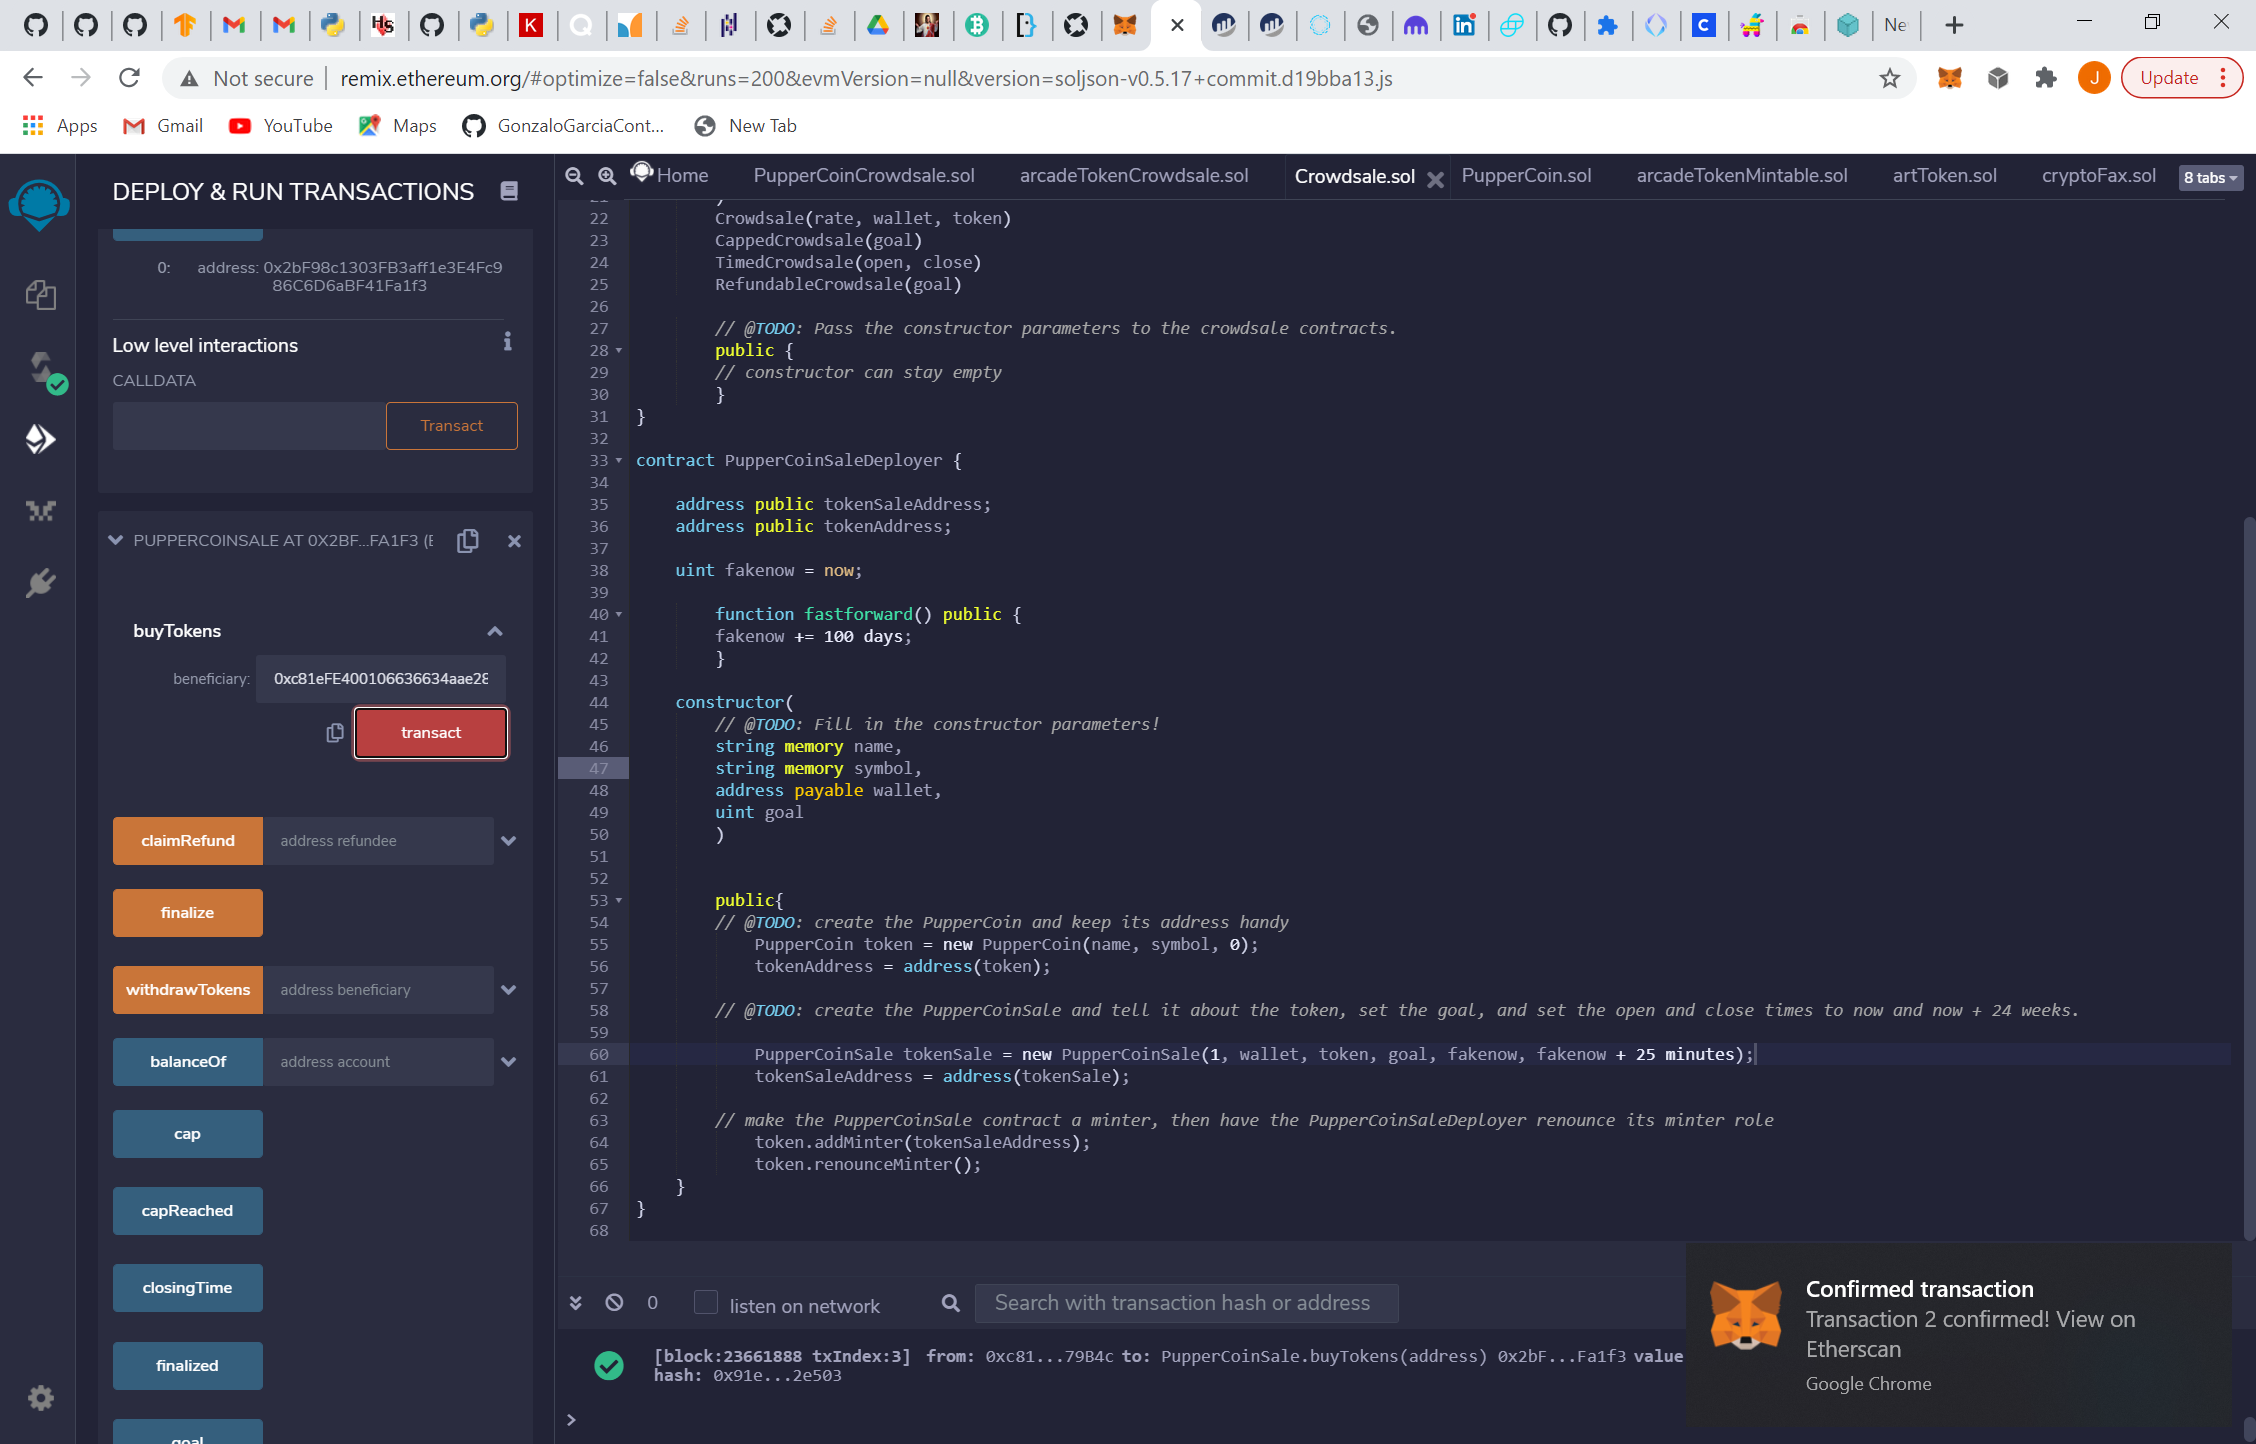 Ne
Not secure
remix.ethereum.org/#optimize=false&runs=200&evmVersion=null&version=soljson-v0.5.17+commit.d19bba13.js
J
Update
Apps
Gmail
YouTube
Maps
GonzaloGarciaCont...
New Tab
DEPLOY & RUN TRANSACTIONS
0:
address: 0x2bF98c1303FB3aff1e3E4Fc9
86C6D6aBF41Fa1f3
Low level interactions
CALLDATA
Transact
PUPPERCOINSALE AT 0X2BF...FA1F3 (
buyTokens
beneficiary:
0xc81eFE400106636634aae28
transact
claimRefund
address refundee
finalize
withdrawTokens
address beneficiary
balanceOf
address account
cap
capReached
closingTime
finalized
goal
Home
PupperCoinCrowdsale.sol
arcadeTokenCrowdsale.sol
Crowdsale.sol
PupperCoin.sol
arcadeTokenMintable.sol
artToken.sol
cryptoFax.sol
8 tabs
21 )
22 Crowdsale(rate, wallet, token)
23 CappedCrowdsale(goal)
24 TimedCrowdsale(open, close)
25 RefundableCrowdsale(goal)
26
27 // @TODO: Pass the constructor parameters to the crowdsale contracts.
28 public {
29 // constructor can stay empty
30 }
31 }
32
33 contract PupperCoinSaleDeployer {
34
35 address public tokenSaleAddress;
36 address public tokenAddress;
37
38 uint fakenow = now;
39
40 function fastforward() public {
41 fakenow += 100 days;
42 }
43
44 constructor(
45 // @TODO: Fill in the constructor parameters!
46 string memory name,
47 string memory symbol,
48 address payable wallet,
49 uint goal
50 )
51
52
53 public{
54 // @TODO: create the PupperCoin and keep its address handy
55 PupperCoin token = new PupperCoin(name, symbol, 0);
56 tokenAddress = address(token);
57
58 // @TODO: create the PupperCoinSale and tell it about the token, set the goal, and set the open and close times to now and now + 24 weeks.
59
60 PupperCoinSale tokenSale = new PupperCoinSale(1, wallet, token, goal, fakenow, fakenow + 25 minutes);
61 tokenSaleAddress = address(tokenSale);
62
63 // make the PupperCoinSale contract a minter, then have the PupperCoinSaleDeployer renounce its minter role
64 token.addMinter(tokenSaleAddress);
65 token.renounceMinter();
66 }
67 }
68
0
listen on network
Search with transaction hash or address
[block:23661888 txIndex:3] from: 0xc81...79B4c to: PupperCoinSale.buyTokens(address) 0x2bF...Fa1f3 value
hash: 0x91e...2e503
>
Confirmed transaction
Transaction 2 confirmed! View on
Etherscan
Google Chrome